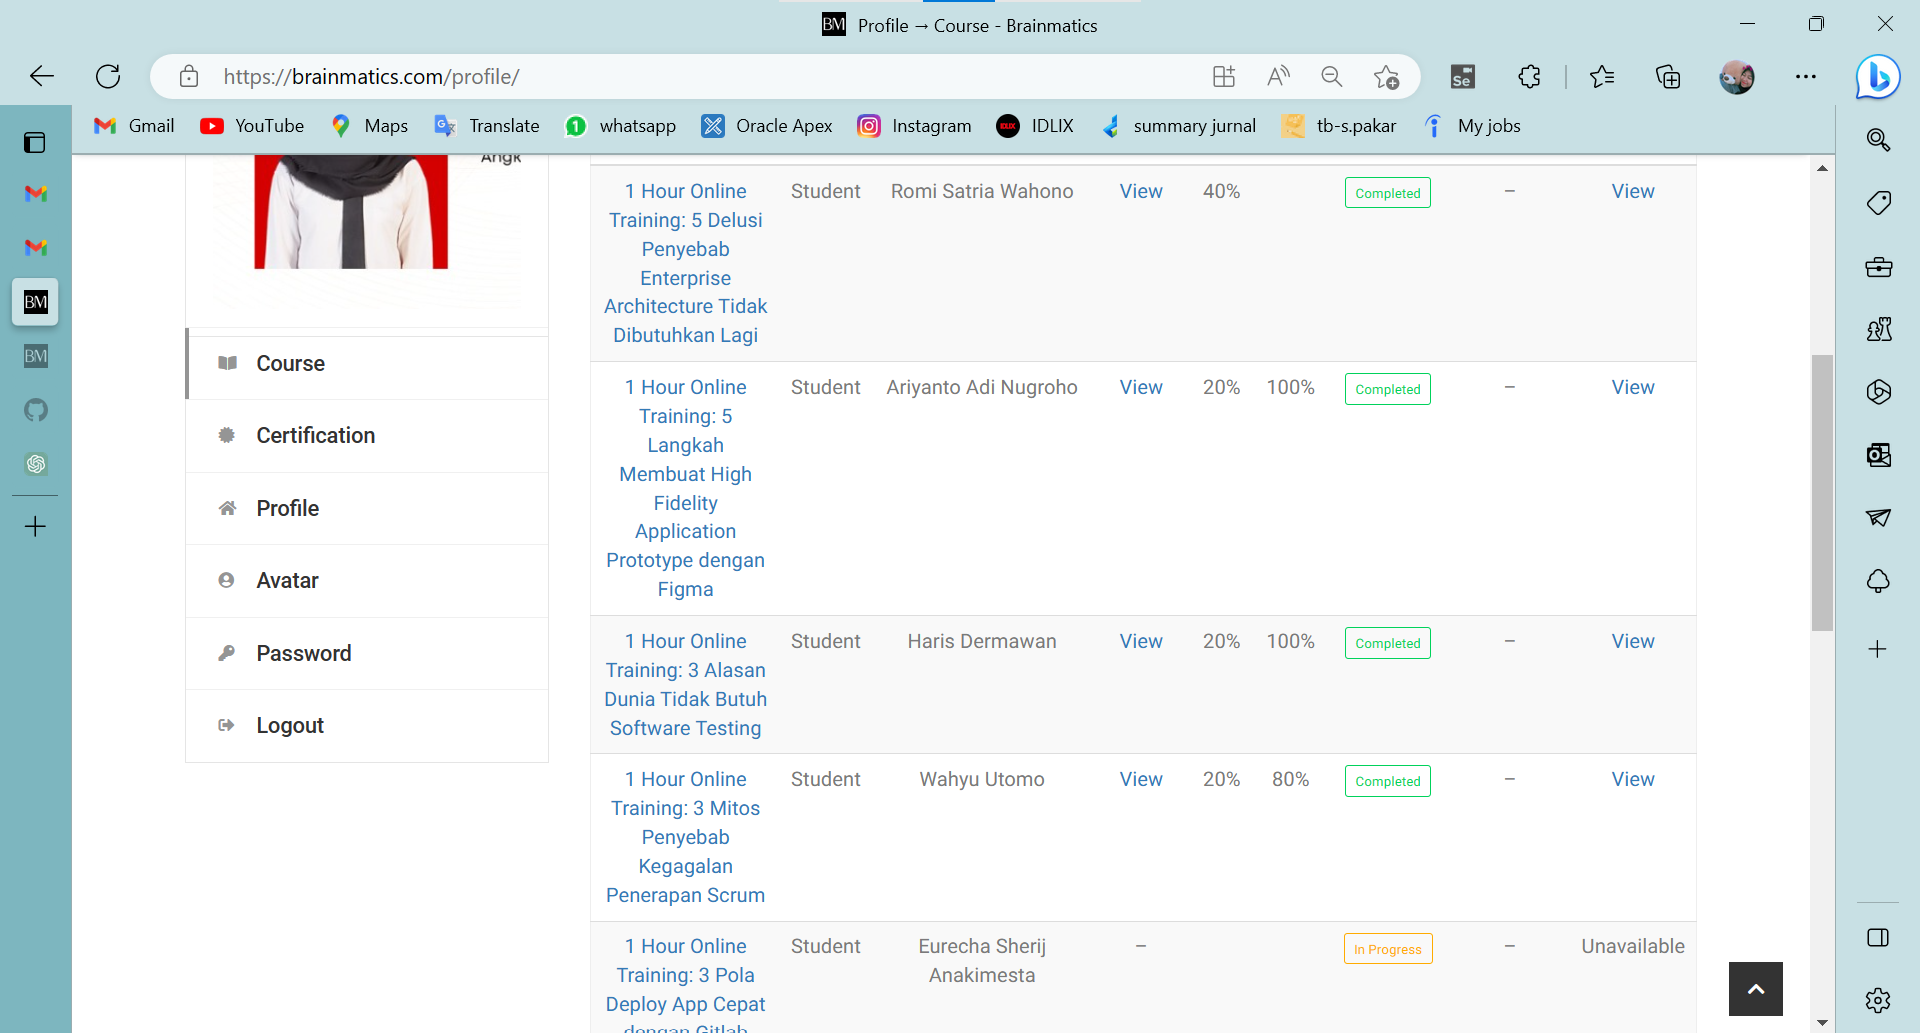 BM Profile → Course - Brainmatics
https://brainmatics.com/profile/
Gmail YouTube Maps Translate whatsapp Oracle Apex Instagram IDLIX summary jurnal tb-s.pakar My jobs
Angk
Course
Certification
Profile
Avatar
Password
Logout
1 Hour Online Student Romi Satria Wahono View 40% Completed – View
Training: 5 Delusi
Penyebab
Enterprise
Architecture Tidak
Dibutuhkan Lagi
1 Hour Online Student Ariyanto Adi Nugroho View 20% 100% Completed – View
Training: 5
Langkah
Membuat High
Fidelity
Application
Prototype dengan
Figma
1 Hour Online Student Haris Dermawan View 20% 100% Completed – View
Training: 3 Alasan
Dunia Tidak Butuh
Software Testing
1 Hour Online Student Wahyu Utomo View 20% 80% Completed – View
Training: 3 Mitos
Penyebab
Kegagalan
Penerapan Scrum
1 Hour Online Student Eurecha Sherij – In Progress – Unavailable
Training: 3 Pola Anakimesta
Deploy App Cepat
dengan Gitlab
BM
BM
Se